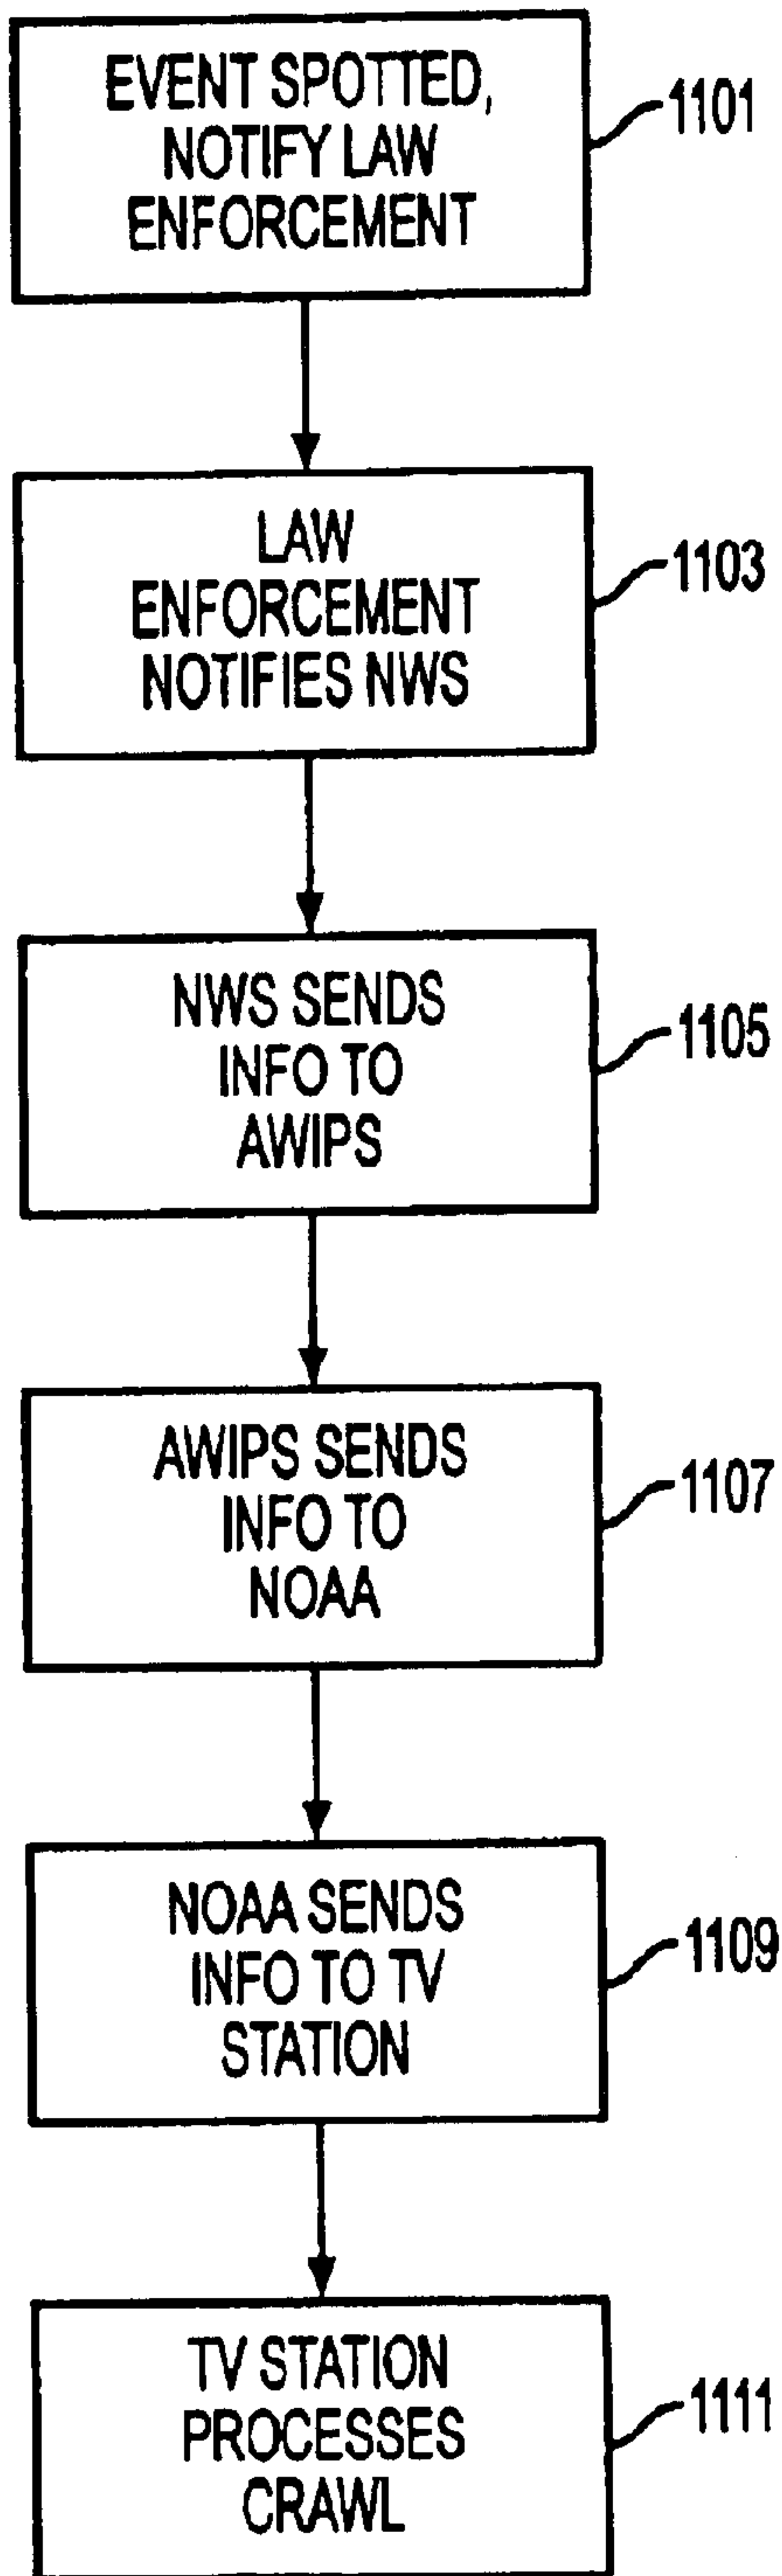 EVENT SPOTTED,
NOTIFY LAW
ENFORCEMENT
1101
LAW
ENFORCEMENT
NOTIFIES NWS
1103
NWS SENDS
INFO TO
AWIPS
1105
AWIPS SENDS
INFO TO
NOAA
1107
NOAA SENDS
INFO TO TV
STATION
1109
TV STATION
PROCESSES
CRAWL
1111